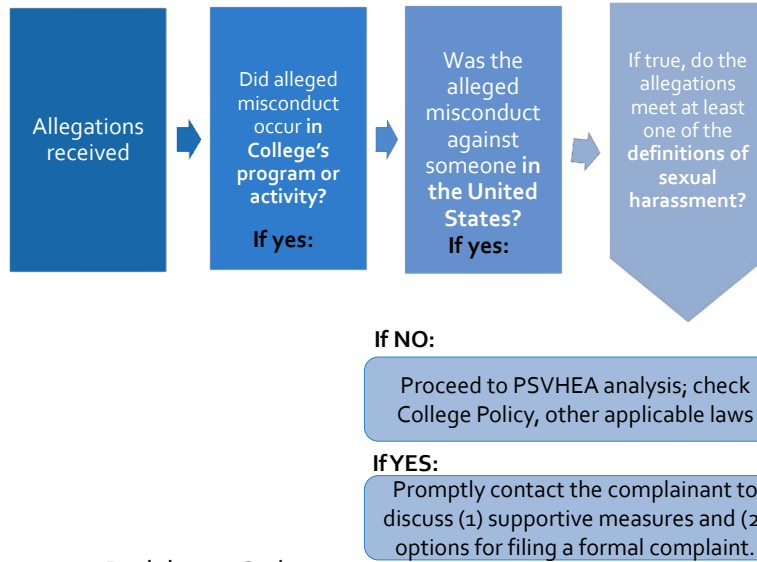 Allegations
received
Did alleged
misconduct
occur in
College's
program or
activity?
If yes:
Was the
alleged
misconduct
against
someone in
the United
States?
If yes:
If true, do the
allegations
meet at least
one of the
definitions of
sexual
harassment?
If NO:
Proceed to PSVHEA analysis; check
College Policy, other applicable laws
If YES:
Promptly contact the complainant to
discuss (1) supportive measures and (2
options for filing a formal complaint.